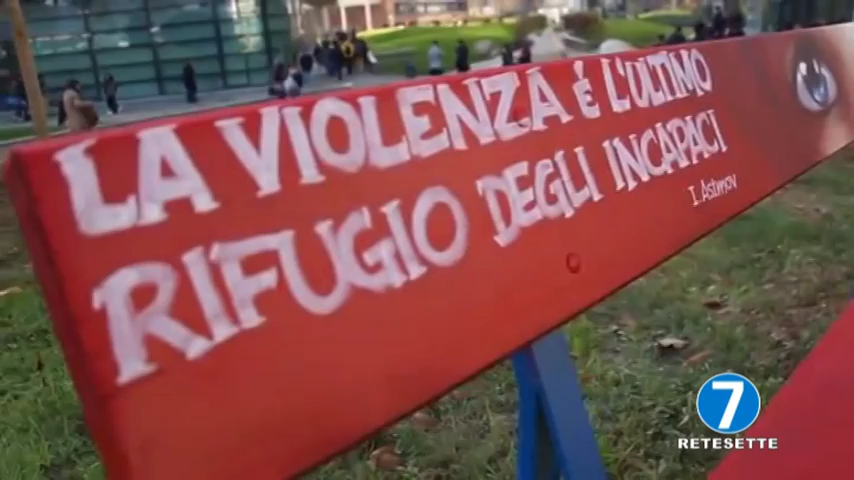 LA VIOLENZA É L'ULTIMO
RIFUGIO DEGLI INCAPACI
I. Asimov
7
RETESETTE